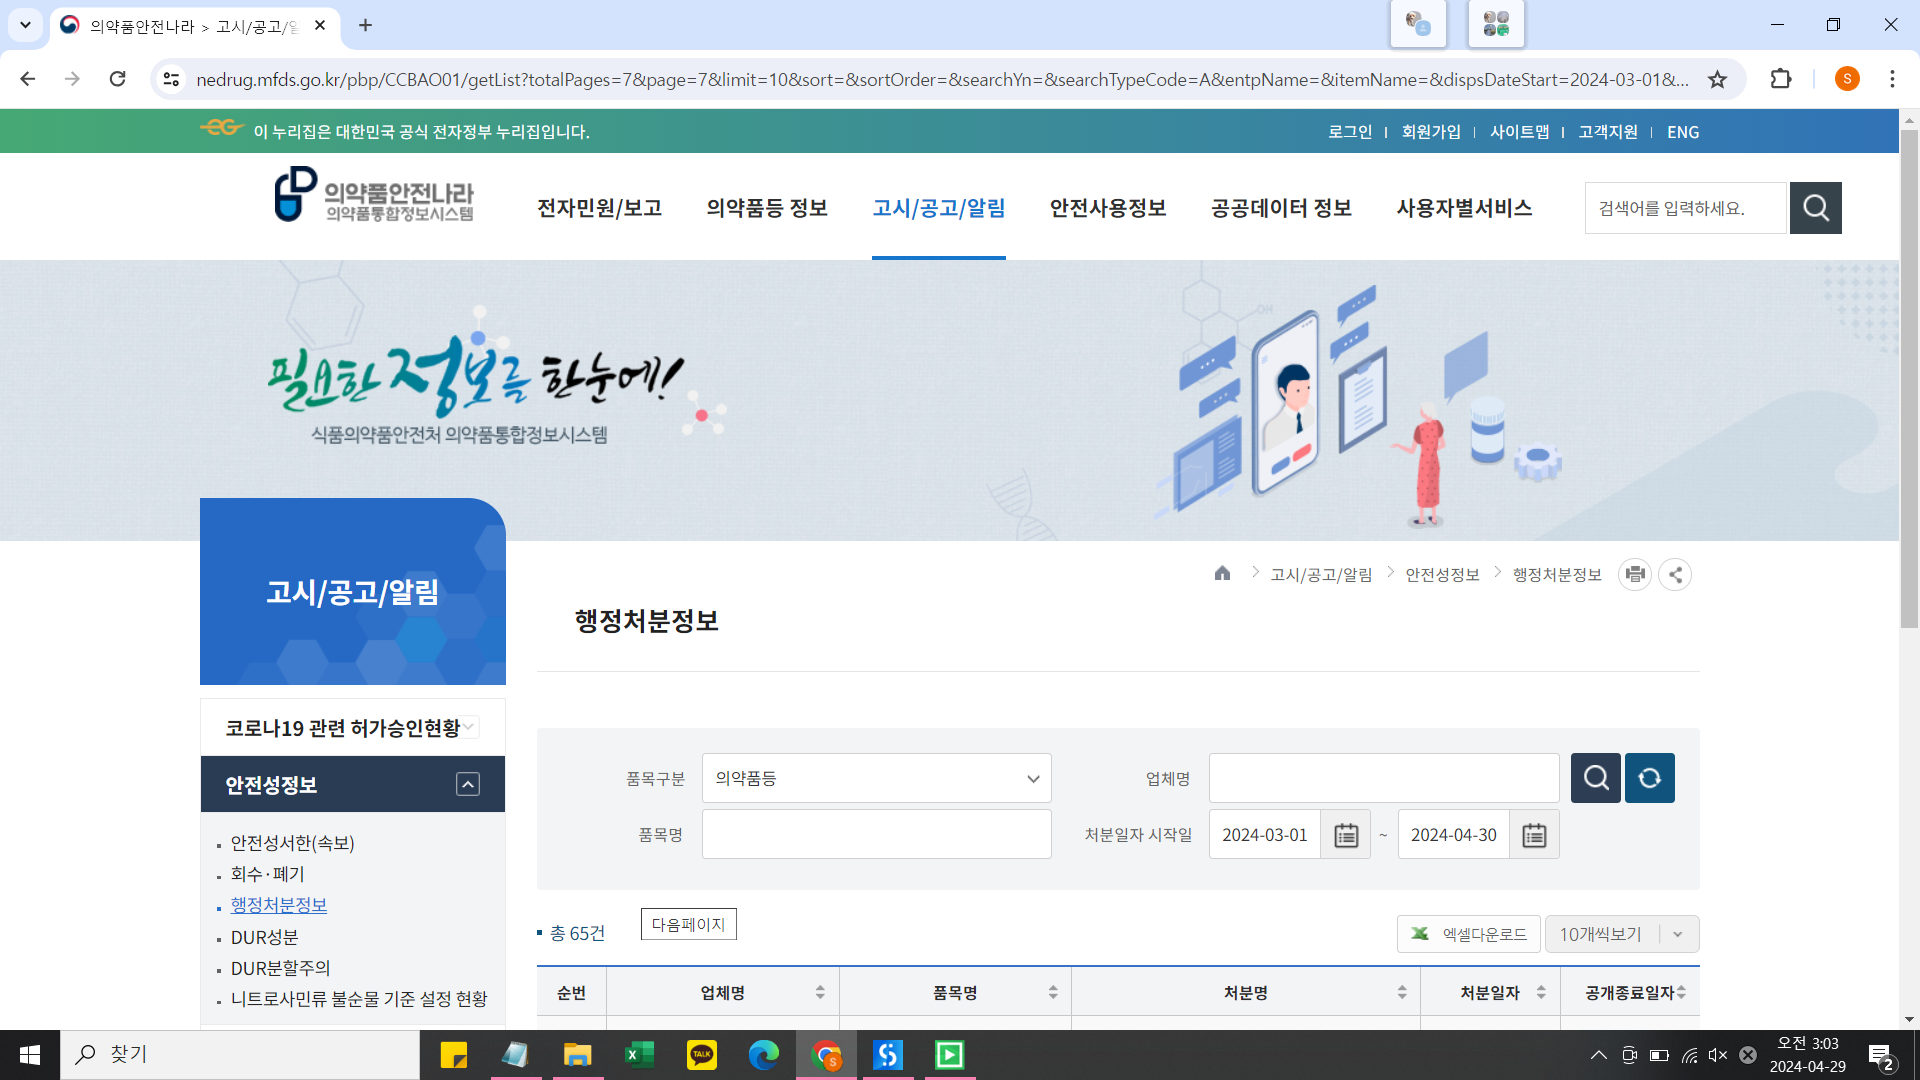 의약품안전나라 > 고시/공고/알
nedrug.mfds.go.kr/pbp/CCBAO01/getList?totalPages=7&page=7&limit=10&sort=&sortOrder=&searchYn=&searchTypeCode=A&entpName=&itemName=&dispsDateStart=2024-03-01&...
S
이 누리집은 대한민국 공식 전자정부 누리집입니다.
로그인 회원가입 사이트맵 고객지원 ENG
의약품안전나라
의약품통합정보시스템
전자민원/보고 의약품등 정보 고시/공고/알림 안전사용정보 공공데이터 정보 사용자별서비스
검색어를 입력하세요.
OH
필요한 정보를 한눈에!
식품의약품안전처 의약품통합정보시스템
고시/공고/알림
고시/공고/알림 안전성정보 행정처분정보
행정처분정보
코로나19 관련 허가승인현황
안전성정보
안전성서한(속보)
회수·폐기
행정처분정보
DUR성분
DUR분할주의
니트로사민류 불순물 기준 설정 현황
품목구분 의약품등 업체명
품목명 처분일자 시작일 2024-03-01 ~ 2024-04-30
총 65건 다음페이지 엑셀다운로드 10개씩보기
순번 업체명 품목명 처분명 처분일자 공개종료일자
찾기
TALK
S
오전 3:03
2024-04-29
2